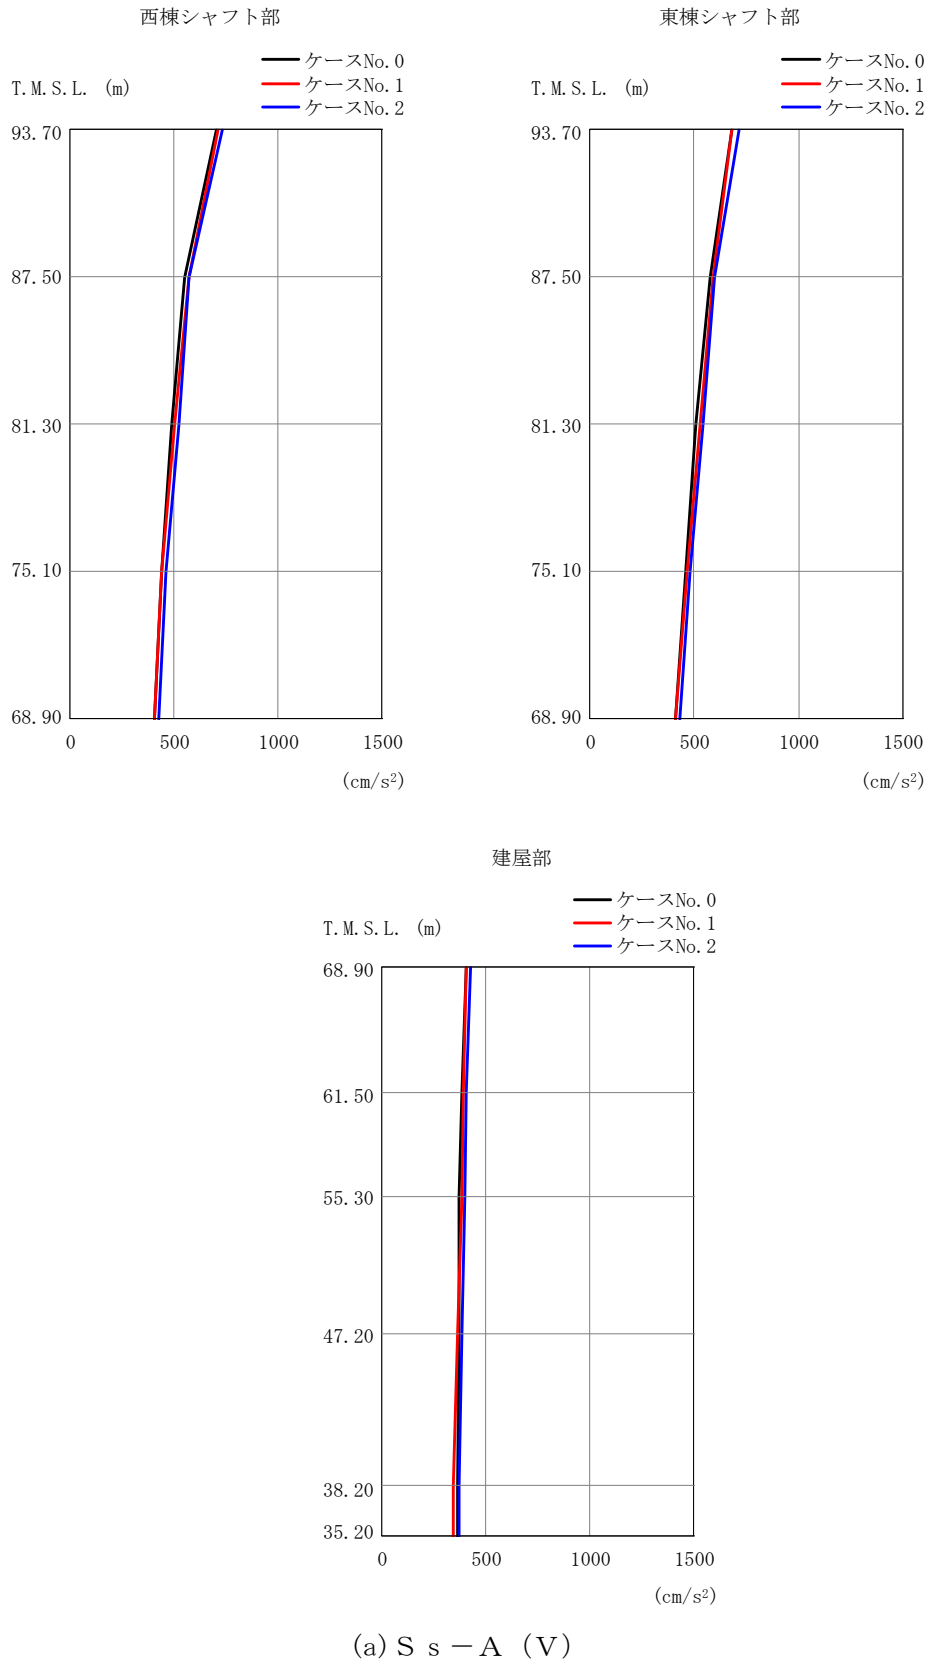 西棟シャフト部
ケースNo.0
ケースNo.1
ケースNo.2
T.M.S.L. (m)
93.70
87.50
81.30
75.10
68.90
0 500 1000 1500
(cm/s²)
東棟シャフト部
ケースNo.0
ケースNo.1
ケースNo.2
T.M.S.L. (m)
93.70
87.50
81.30
75.10
68.90
0 500 1000 1500
(cm/s²)
建屋部
ケースNo.0
ケースNo.1
ケースNo.2
T.M.S.L. (m)
68.90
61.50
55.30
47.20
38.20
35.20
0 500 1000 1500
(cm/s²)
(a) Ｓｓ－Ａ（Ｖ）